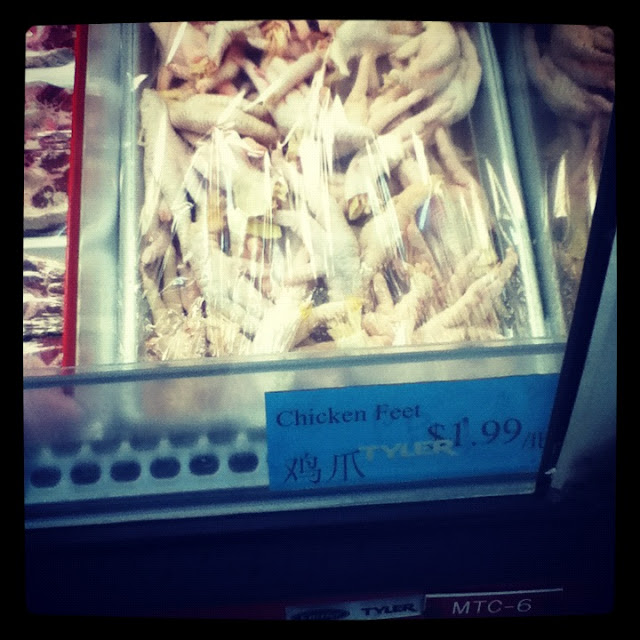 Chicken Feet
$1.99/lb
鸡爪
TYLER
TYLER
MTC-6